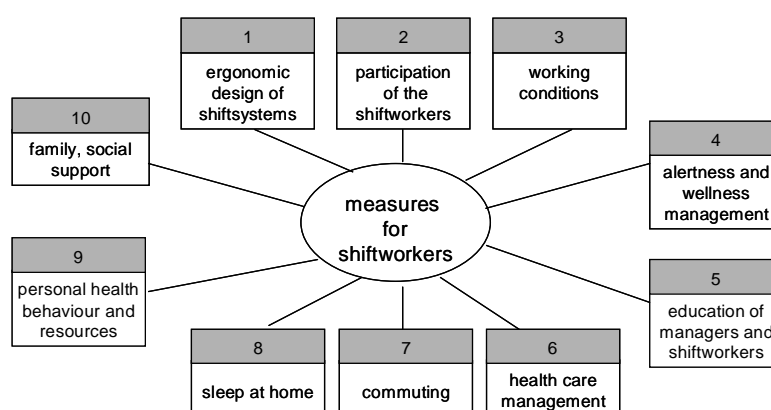 1
ergonomic
design of
shiftsystems
2
participation
of the
shiftworkers
3
working
conditions
4
alertness and
wellness
management
5
education of
managers and
shiftworkers
6
health care
management
7
commuting
8
sleep at home
9
personal health
behaviour and
resources
10
family, social
support
measures
for
shiftworkers